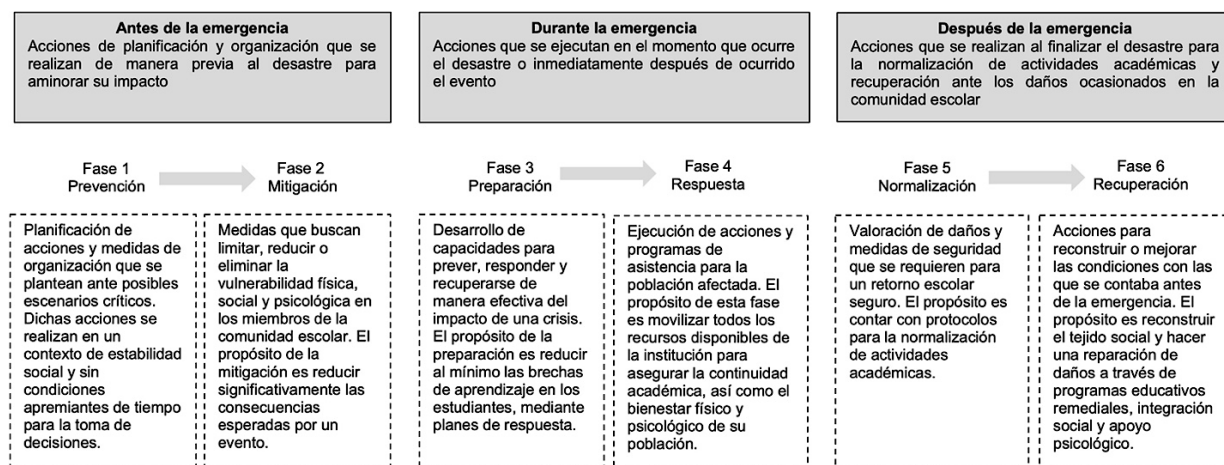 Antes de la emergencia
Acciones de planificación y organización que se
realizan de manera previa al desastre para
aminorar su impacto
Durante la emergencia
Acciones que se ejecutan en el momento que ocurre
el desastre o inmediatamente después de ocurrido
el evento
Después de la emergencia
Acciones que se realizan al finalizar el desastre para
la normalización de actividades académicas y
recuperación ante los daños ocasionados en la
comunidad escolar
Fase 1
Prevención
Fase 2
Mitigación
Fase 3
Preparación
Fase 4
Respuesta
Fase 5
Normalización
Fase 6
Recuperación
Planificación de
acciones y medidas de
organización que se
plantean ante posibles
escenarios críticos.
Dichas acciones se
realizan en un
contexto de estabilidad
social y sin
condiciones
apremiantes de tiempo
para la toma de
decisiones.
Medidas que buscan
limitar, reducir o
eliminar la
vulnerabilidad física,
social y psicológica en
los miembros de la
comunidad escolar. El
propósito de la
mitigación es reducir
significativamente las
consecuencias
esperadas por un
evento.
Desarrollo de
capacidades para
prever, responder y
recuperarse de
manera efectiva del
impacto de una crisis.
El propósito de la
preparación es reducir
al mínimo las brechas
de aprendizaje en los
estudiantes, mediante
planes de respuesta.
Ejecución de acciones y
programas de
asistencia para la
población afectada. El
propósito de esta fase
es movilizar todos los
recursos disponibles de
la institución para
asegurar la continuidad
académica, así como el
bienestar físico y
psicológico de su
población.
Valoración de daños y
medidas de seguridad
que se requieren para
un retorno escolar
seguro. El propósito es
contar con protocolos
para la normalización
de actividades
académicas.
Acciones para
reconstruir o mejorar
las condiciones con las
que se contaba antes
de la emergencia. El
propósito es reconstruir
el tejido social y hacer
una reparación de
daños a través de
programas educativos
remediales, integración
social y apoyo
psicológico.